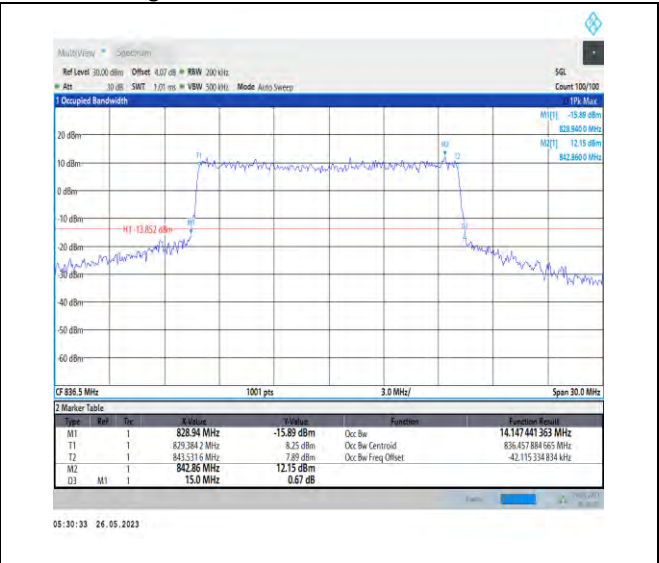 MultiView Spectrum
Ref Level 30.00 dBm Offset 4.07 dB RBW 200 kHz SGL
Att 30 dB SWT 1.01 ms VBW 500 kHz Mode Auto Sweep Count 100/100
1 Occupied Bandwidth 1Pk Max
M1[1] -15.89 dBm
828.940 0 MHz
20 dBm M2[1] 12.15 dBm
842.860 0 MHz
M2
T1 T2
10 dBm
0 dBm
-10 dBm
M1
H1 -13.852 dBm
-20 dBm
-30 dBm
-40 dBm
-50 dBm
-60 dBm
CF 836.5 MHz 1001 pts 3.0 MHz/ Span 30.0 MHz
2 Marker Table
Type Ref Trc X-Value Y-Value Function Function Result
M1 1 828.94 MHz -15.89 dBm Occ Bw 14.147 441 363 MHz
T1 1 829.384 2 MHz 8.25 dBm Occ Bw Centroid 836.457 884 665 MHz
T2 1 843.531 6 MHz 7.89 dBm Occ Bw Freq Offset -42.115 334 834 kHz
M2 1 842.86 MHz 12.15 dBm
D3 M1 1 15.0 MHz 0.67 dB
05:30:33 26.05.2023